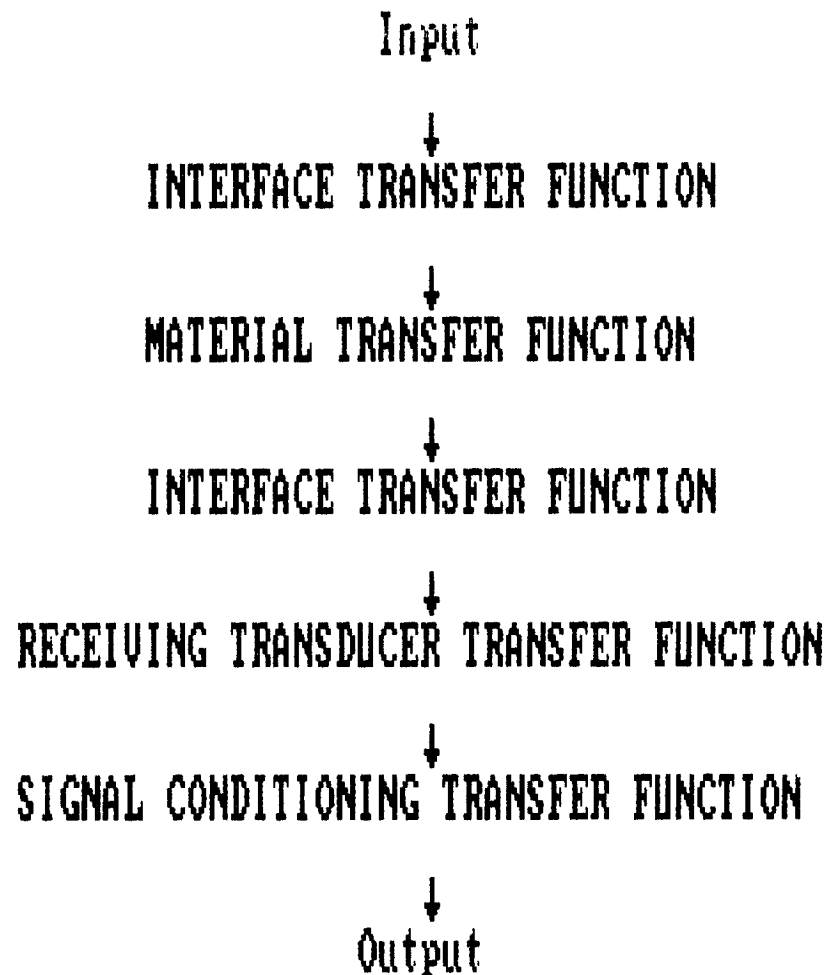 Input
INTERFACE TRANSFER FUNCTION
MATERIAL TRANSFER FUNCTION
INTERFACE TRANSFER FUNCTION
RECEIVING TRANSDUCER TRANSFER FUNCTION
SIGNAL CONDITIONING TRANSFER FUNCTION
Output